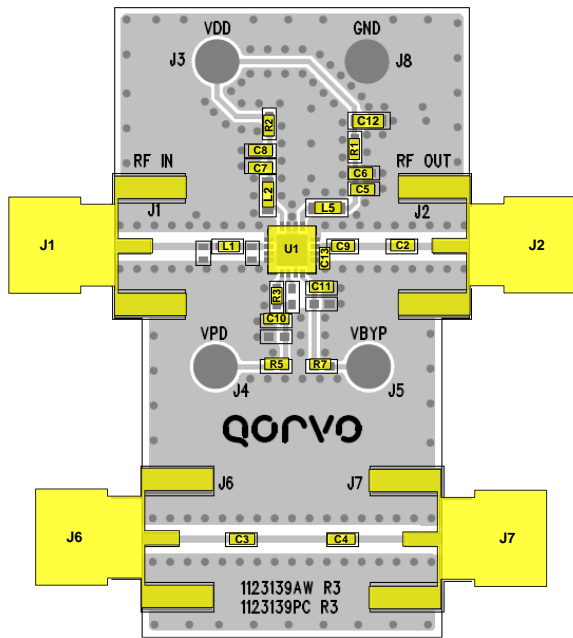 VDD
GND
J3
J8
R2
C12
C8
R1
C7
C6
RF IN
RF OUT
C5
L2
L5
J1
J2
J1
L1
U1
C9
C2
J2
C13
R3
C11
C10
VPD
VBYP
R5
R7
J4
J5
QORVO
J6
J7
J6
C3
C4
J7
1123139AW R3
1123139PC R3